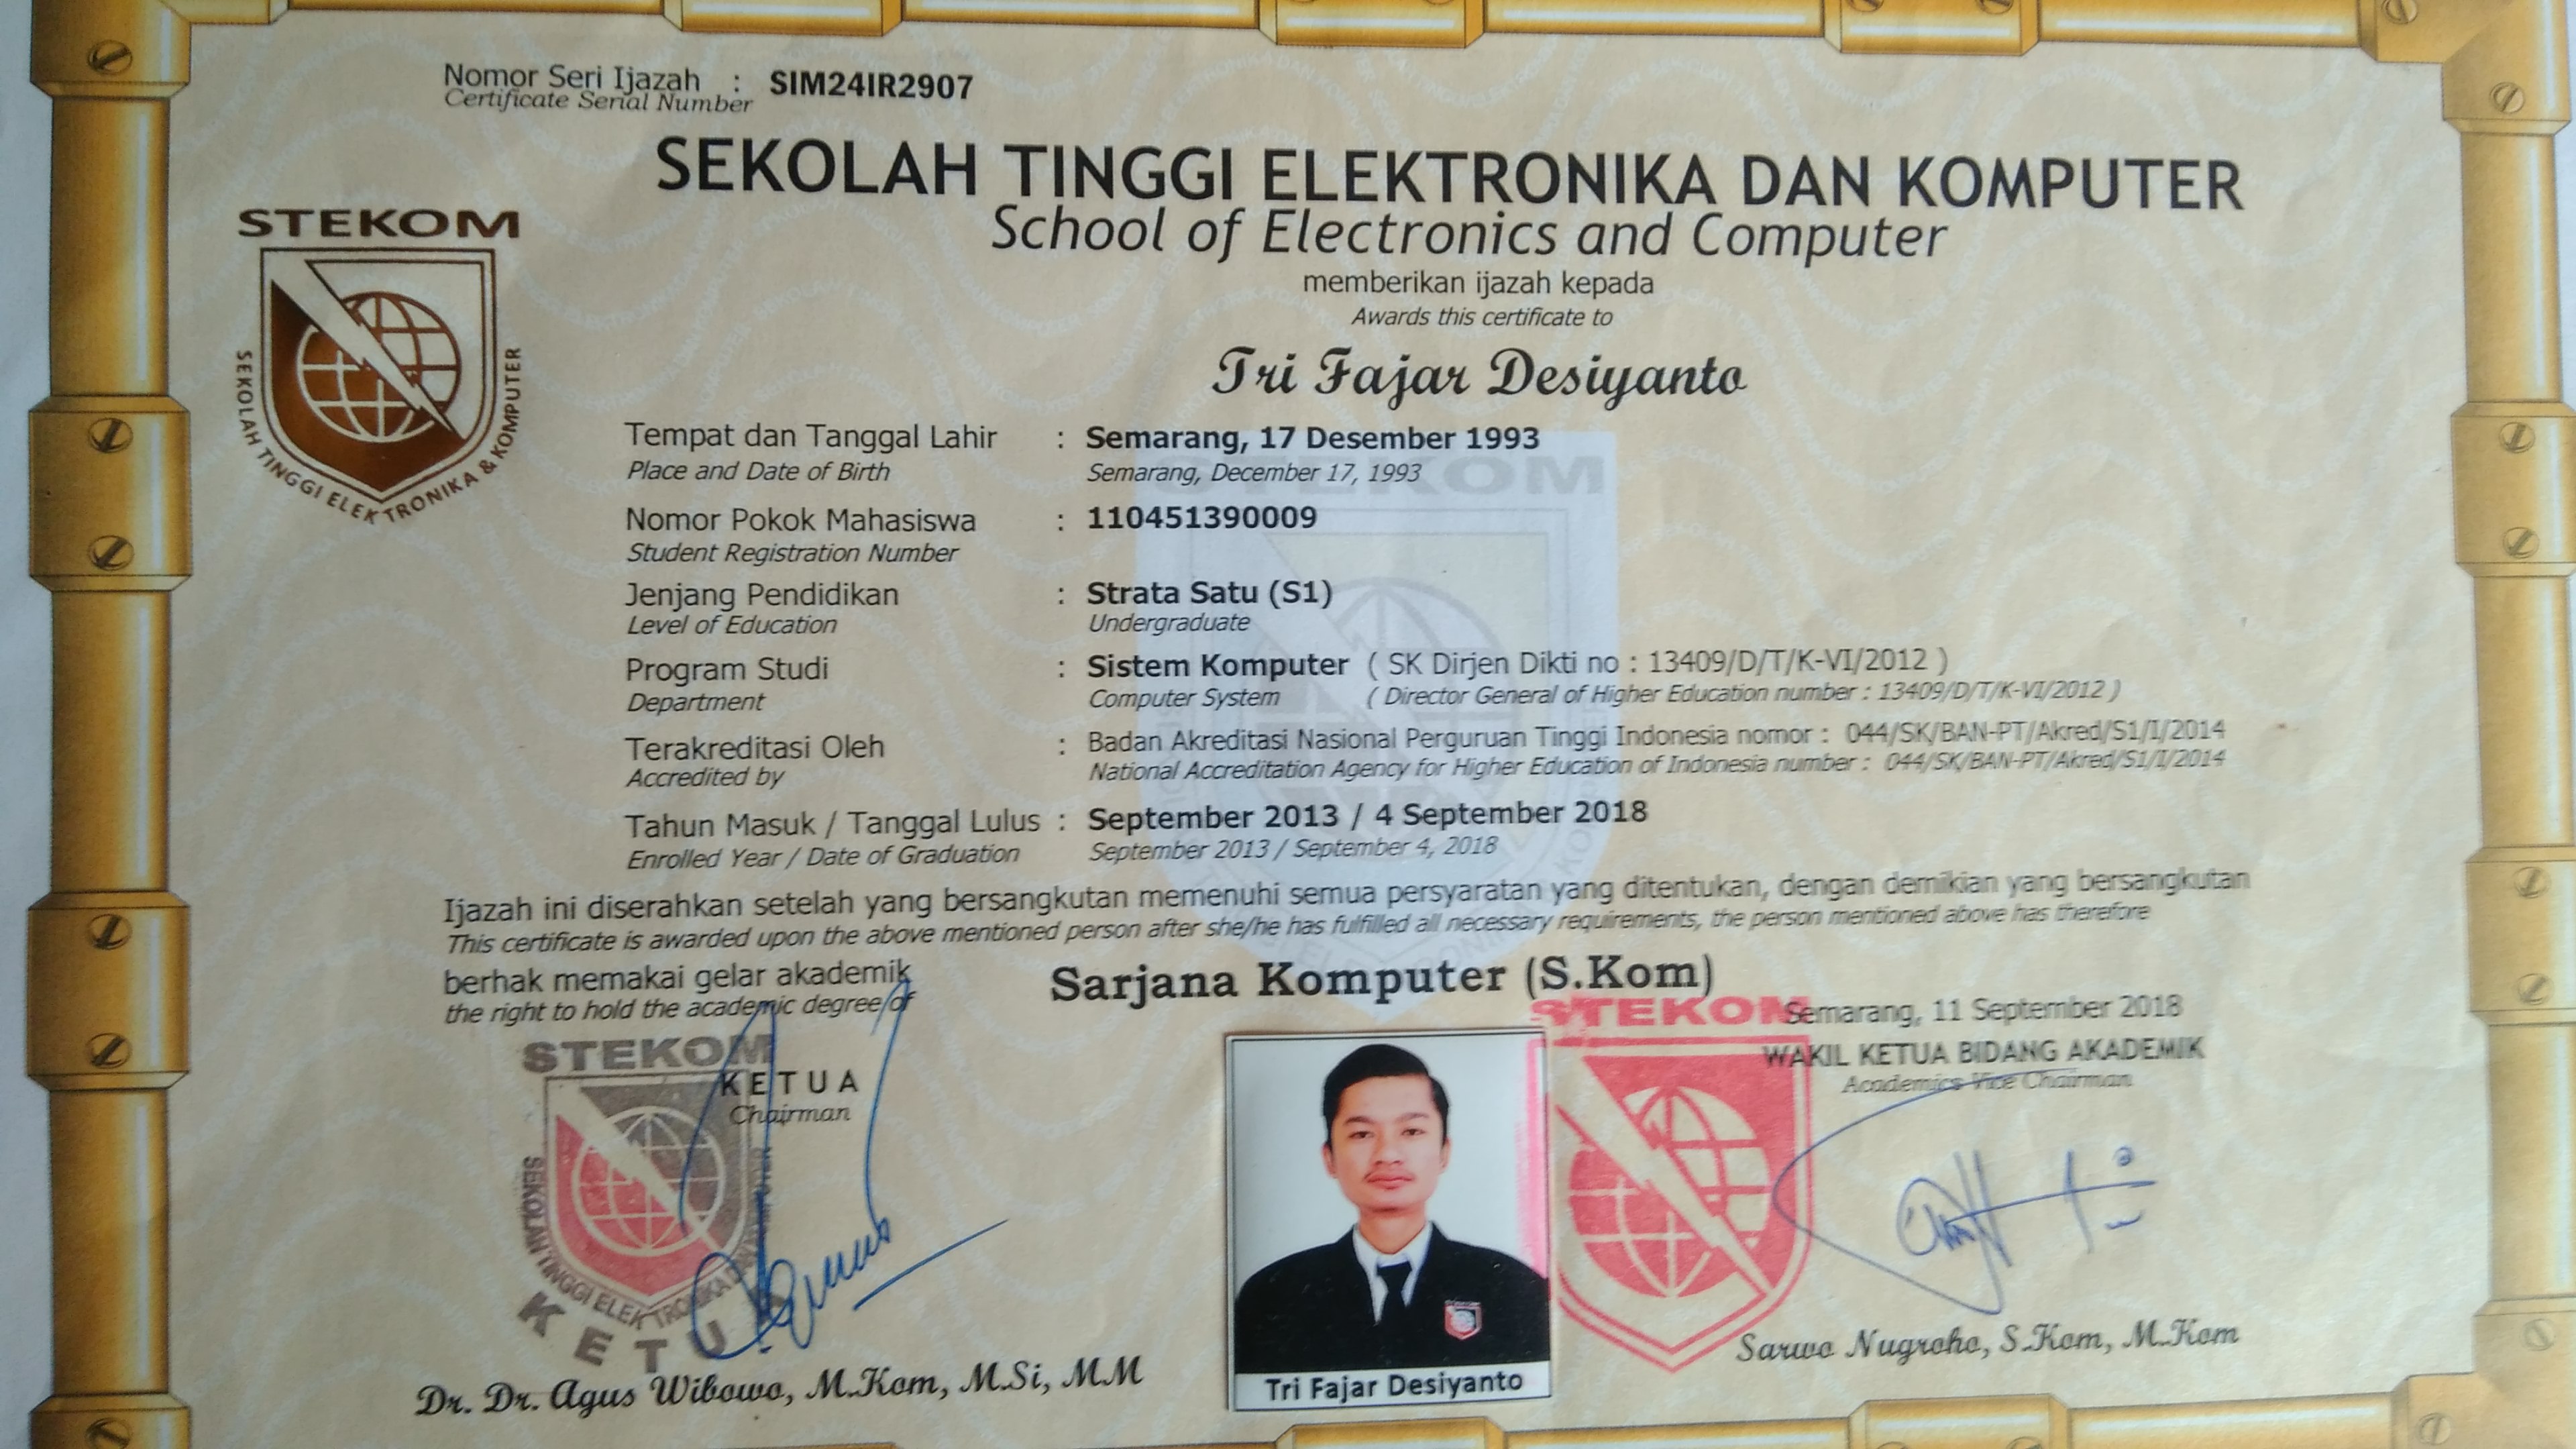 Nomor Seri Ijazah : SIM24IR2907
Certificate Serial Number
SEKOLAH TINGGI ELEKTRONIKA DAN KOMPUTER
School of Electronics and Computer
STEKOM
SEKOLAH TINGGI ELEKTRONIKA & KOMPUTER
memberikan ijazah kepada
Awards this certificate to
Tri Fajar Desiyanto
Tempat dan Tanggal Lahir : Semarang, 17 Desember 1993
Place and Date of Birth Semarang, December 17, 1993
Nomor Pokok Mahasiswa : 110451390009
Student Registration Number
Jenjang Pendidikan : Strata Satu (S1)
Level of Education Undergraduate
Program Studi : Sistem Komputer ( SK Dirjen Dikti no : 13409/D/T/K-VI/2012 )
Department Computer System ( Director General of Higher Education number : 13409/D/T/K-VI/2012 )
Terakreditasi Oleh : Badan Akreditasi Nasional Perguruan Tinggi Indonesia nomor : 044/SK/BAN-PT/Akred/S1/I/2014
Accredited by National Accreditation Agency for Higher Education of Indonesia number : 044/SK/BAN-PT/Akred/S1/I/2014
Tahun Masuk / Tanggal Lulus : September 2013 / 4 September 2018
Enrolled Year / Date of Graduation September 2013 / September 4, 2018
Ijazah ini diserahkan setelah yang bersangkutan memenuhi semua persyaratan yang ditentukan, dengan demikian yang bersangkutan
This certificate is awarded upon the above mentioned person after she/he has fulfilled all necessary requirements, the person mentioned above has therefore
berhak memakai gelar akademik Sarjana Komputer (S.Kom)
the right to hold the academic degree of
STEKOM Semarang, 11 September 2018
STEKOM
KETUA
Chairman
WAKIL KETUA BIDANG AKADEMIK
Academics Vice Chairman
SEKOLAH TINGGI ELEKTRONIKA DAN
KETUA
Dr. Dr. Agus Wibowo, M.Kom, M.Si, MM
Tri Fajar Desiyanto
Sarwo Nugroho, S.Kom, M.Kom